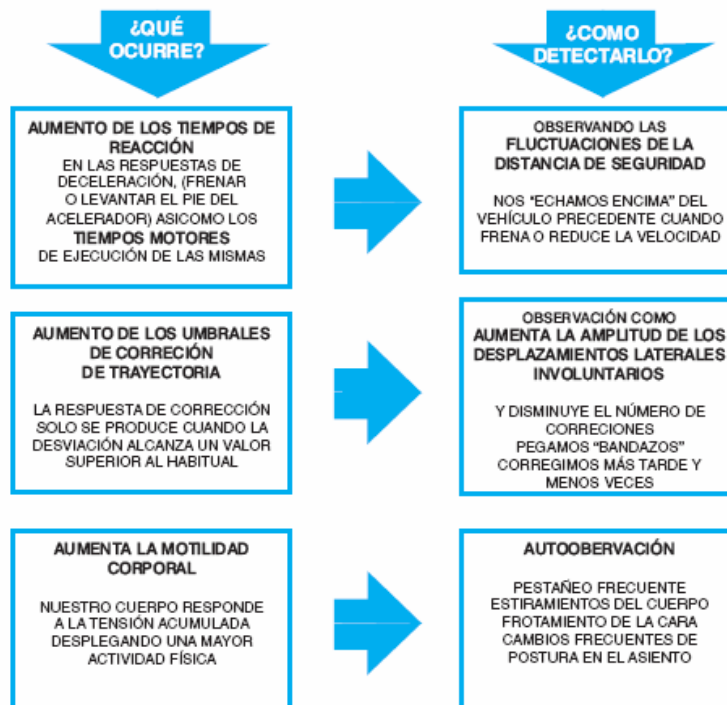 ¿QUÉ
OCURRE?
¿COMO
DETECTARLO?
AUMENTO DE LOS TIEMPOS DE
REACCIÓN
EN LAS RESPUESTAS DE
DECELERACIÓN, (FRENAR
O LEVANTAR EL PIE DEL
ACELERADOR) ASICOMO LOS
TIEMPOS MOTORES
DE EJECUCIÓN DE LAS MISMAS
OBSERVANDO LAS
FLUCTUACIONES DE LA
DISTANCIA DE SEGURIDAD
NOS "ECHAMOS ENCIMA" DEL
VEHÍCULO PRECEDENTE CUANDO
FRENA O REDUCE LA VELOCIDAD
AUMENTO DE LOS UMBRALES
DE CORRECIÓN
DE TRAYECTORIA
LA RESPUESTA DE CORRECCIÓN
SOLO SE PRODUCE CUANDO LA
DESVIACIÓN ALCANZA UN VALOR
SUPERIOR AL HABITUAL
OBSERVACIÓN COMO
AUMENTA LA AMPLITUD DE LOS
DESPLAZAMIENTOS LATERALES
INVOLUNTARIOS
Y DISMINUYE EL NÚMERO DE
CORRECIONES
PEGAMOS "BANDAZOS"
CORREGIMOS MÁS TARDE Y
MENOS VECES
AUMENTA LA MOTILIDAD
CORPORAL
NUESTRO CUERPO RESPONDE
A LA TENSIÓN ACUMULADA
DESPLEGANDO UNA MAYOR
ACTIVIDAD FÍSICA
AUTOOBERVACIÓN
PESTAÑEO FRECUENTE
ESTIRAMIENTOS DEL CUERPO
FROTAMIENTO DE LA CARA
CAMBIOS FRECUENTES DE
POSTURA EN EL ASIENTO